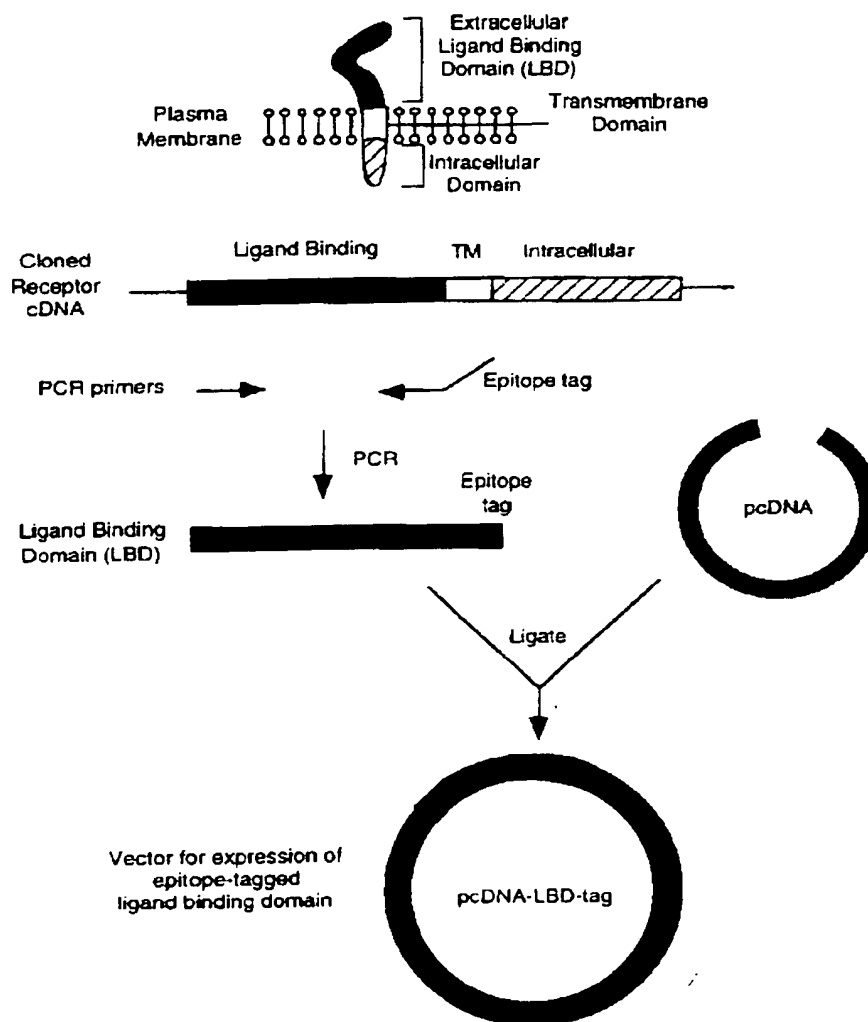 Extracellular
Ligand Binding
Domain (LBD)
Plasma
Membrane
Transmembrane
Domain
Intracellular
Domain
Ligand Binding
TM
Intracellular
Cloned
Receptor
cDNA
PCR primers
Epitope tag
PCR
Epitope
tag
Ligand Binding
Domain (LBD)
pcDNA
Ligate
Vector for expression of
epitope-tagged
ligand binding domain
pcDNA-LBD-tag